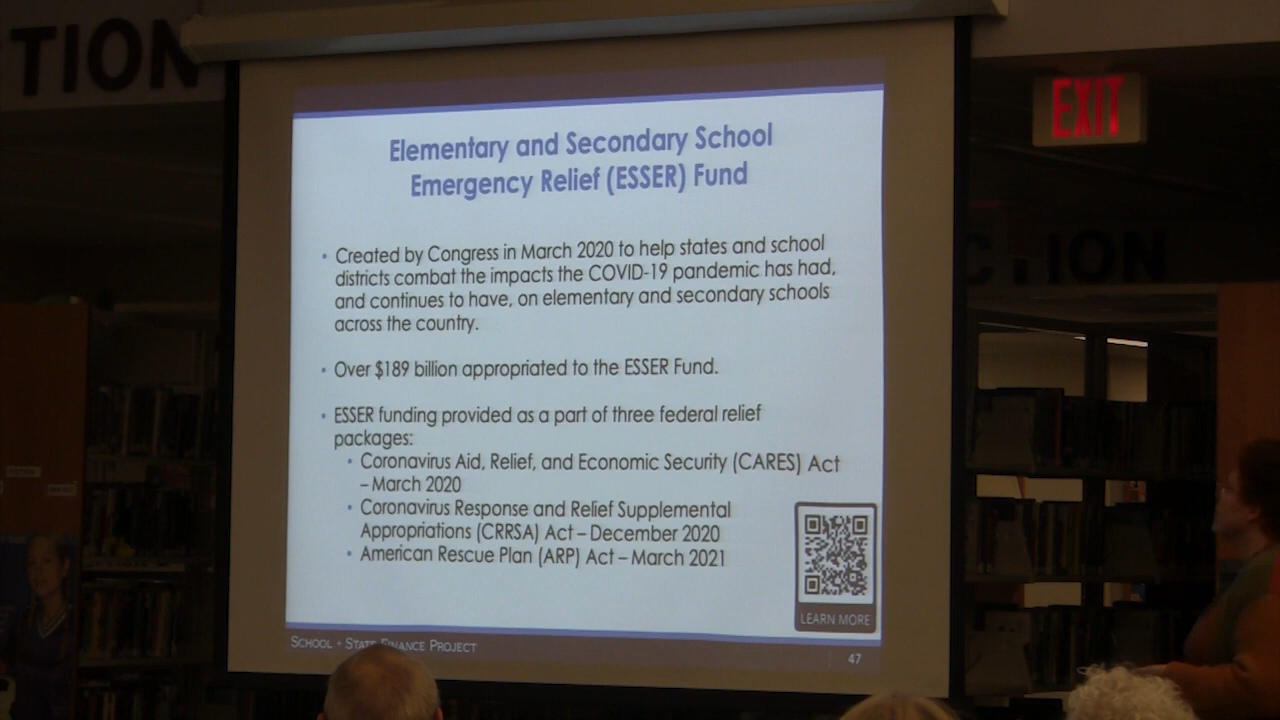 TION
EXIT
Elementary and Secondary School
Emergency Relief (ESSER) Fund
• Created by Congress in March 2020 to help states and school
districts combat the impacts the COVID-19 pandemic has had,
and continues to have, on elementary and secondary schools
across the country.
• Over $189 billion appropriated to the ESSER Fund.
• ESSER funding provided as a part of three federal relief
packages:
• Coronavirus Aid, Relief, and Economic Security (CARES) Act
– March 2020
• Coronavirus Response and Relief Supplemental
Appropriations (CRRSA) Act – December 2020
• American Rescue Plan (ARP) Act – March 2021
LEARN MORE
SCHOOL + STATE FINANCE PROJECT
47